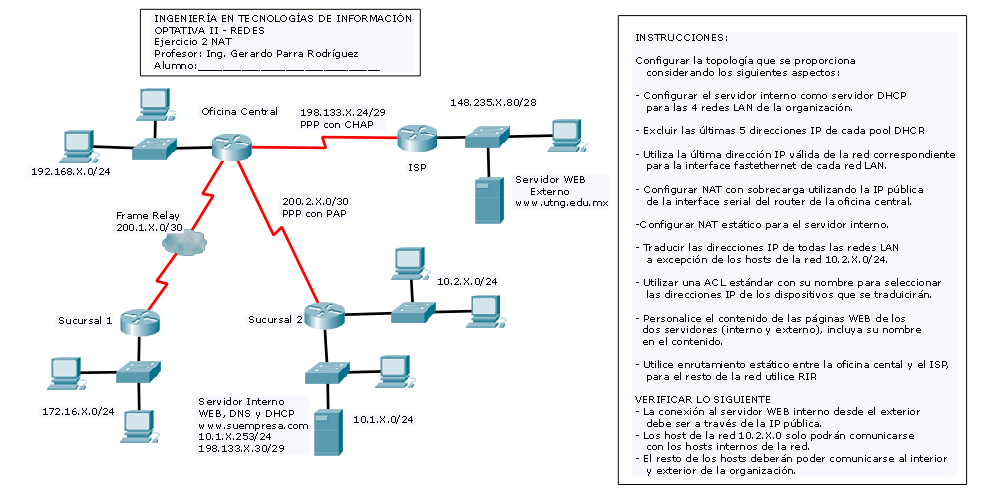 INGENIERÍA EN TECNOLOGÍAS DE INFORMACIÓN
OPTATIVA II - REDES
Ejercicio 2 NAT
Profesor: Ing. Gerardo Parra Rodríguez
Alumno:______________________________
Oficina Central
198.133.X.24/29
PPP con CHAP
148.235.X.80/28
ISP
192.168.X.0/24
Servidor WEB
Externo
www.utng.edu.mx
200.2.X.0/30
PPP con PAP
Frame Relay
200.1.X.0/30
10.2.X.0/24
Sucursal 1
Sucursal 2
172.16.X.0/24
Servidor Interno
WEB, DNS y DHCP
www.suempresa.com
10.1.X.253/24
198.133.X.30/29
10.1.X.0/24
INSTRUCCIONES:
Configurar la topología que se proporciona
considerando los siguientes aspectos:
- Configurar el servidor interno como servidor DHCP
para las 4 redes LAN de la organización.
- Excluir las últimas 5 direcciones IP de cada pool DHCP.
- Utiliza la última dirección IP válida de la red correspondiente
para la interface fastethernet de cada red LAN.
- Configurar NAT con sobrecarga utilizando la IP pública
de la interface serial del router de la oficina central.
-Configurar NAT estático para el servidor interno.
- Traducir las direcciones IP de todas las redes LAN
a excepción de los hosts de la red 10.2.X.0/24.
- Utilizar una ACL estándar con su nombre para seleccionar
las direcciones IP de los dispositivos que se traduicirán.
- Personalice el contenido de las páginas WEB de los
dos servidores (interno y externo), incluya su nombre
en el contenido.
- Utilice enrutamiento estático entre la oficina cental y el ISP,
para el resto de la red utilice RIP.
VERIFICAR LO SIGUIENTE
- La conexión al servidor WEB interno desde el exterior
debe ser a través de la IP pública.
- Los host de la red 10.2.X.0 solo podrán comunicarse
con los hosts internos de la red.
- El resto de los hosts deberán poder comunicarse al interior
y exterior de la organización.